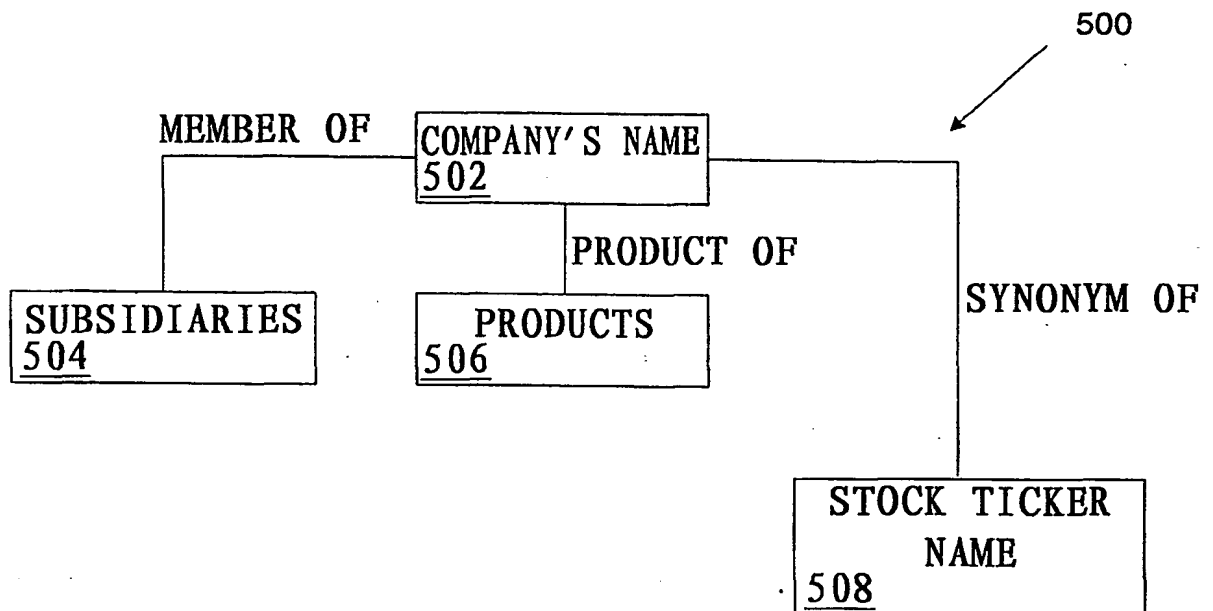 500
MEMBER OF
COMPANY'S NAME
502
PRODUCT OF
SUBSIDIARIES
504
PRODUCTS
506
SYNONYM OF
STOCK TICKER
NAME
508